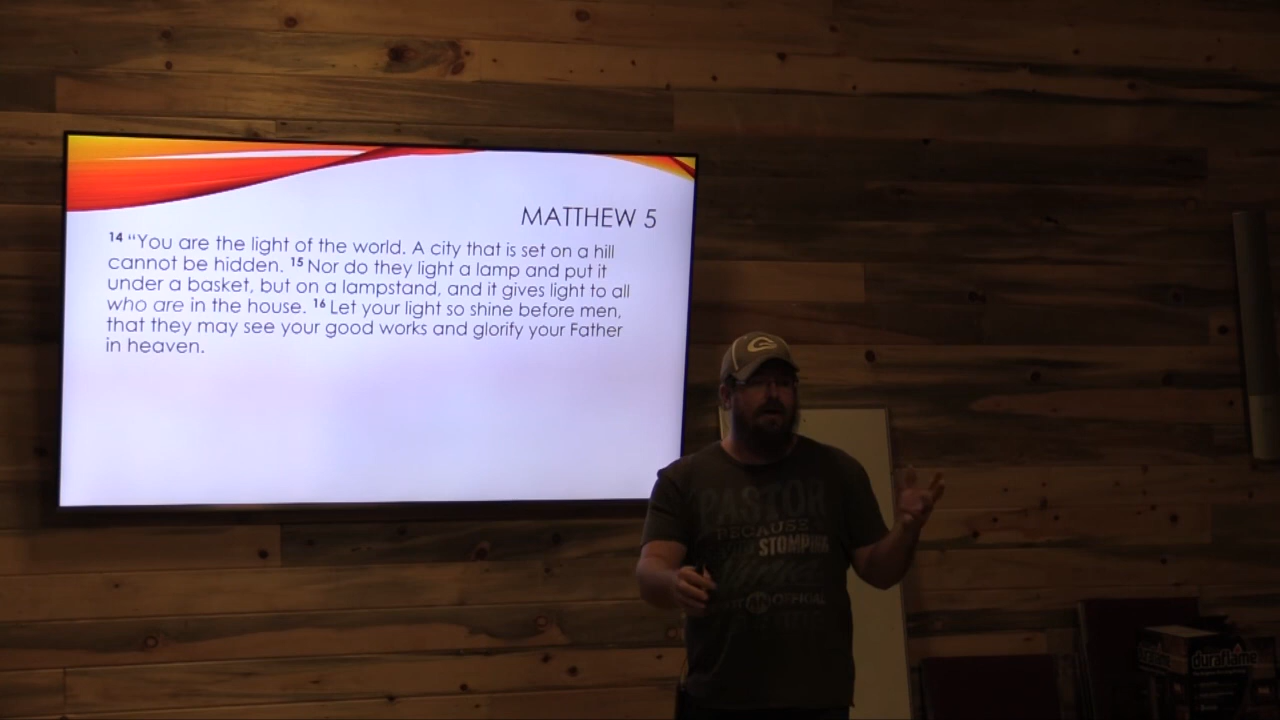 MATTHEW 5
14 “You are the light of the world. A city that is set on a hill
cannot be hidden. 15 Nor do they light a lamp and put it
under a basket, but on a lampstand, and it gives light to all
who are in the house. 16 Let your light so shine before men,
that they may see your good works and glorify your Father
in heaven.
PASTOR
BECAUSE
STOMPING
OFFICIAL
duraflame